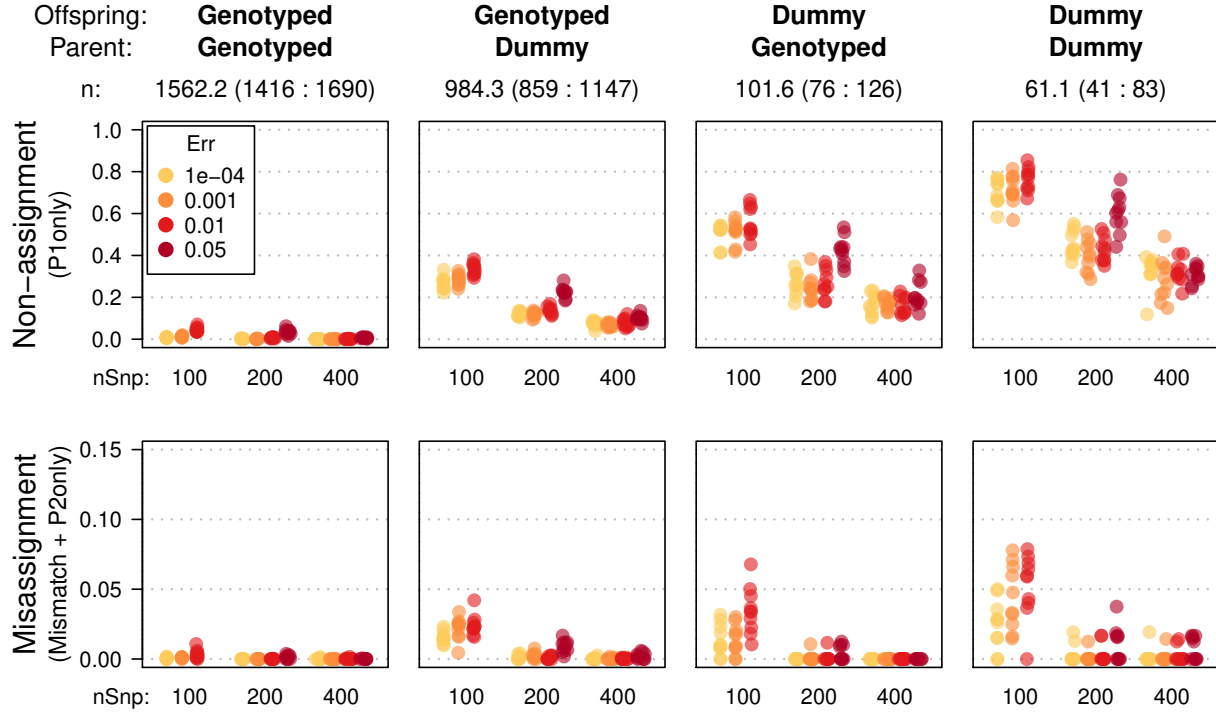 Offspring: Genotyped Genotyped Dummy Dummy
Parent: Genotyped Dummy Genotyped Dummy
n: 1562.2 (1416 : 1690) 984.3 (859 : 1147) 101.6 (76 : 126) 61.1 (41 : 83)
Non−assignment
(P1only)
1.0
0.8
0.6
0.4
0.2
0.0
Err
1e−04
0.001
0.01
0.05
nSnp: 100 200 400 100 200 400 100 200 400 100 200 400
Misassignment
(Mismatch + P2only)
0.15
0.10
0.05
0.00
nSnp: 100 200 400 100 200 400 100 200 400 100 200 400